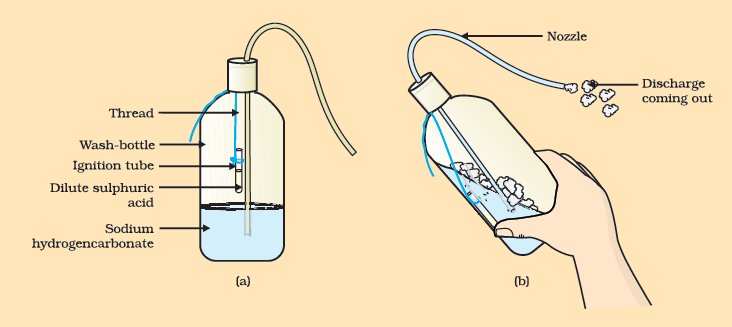 Thread
Wash-bottle
Ignition tube
Dilute sulphuric
acid
Sodium
hydrogencarbonate
(a)
Nozzle
Discharge
coming out
(b)